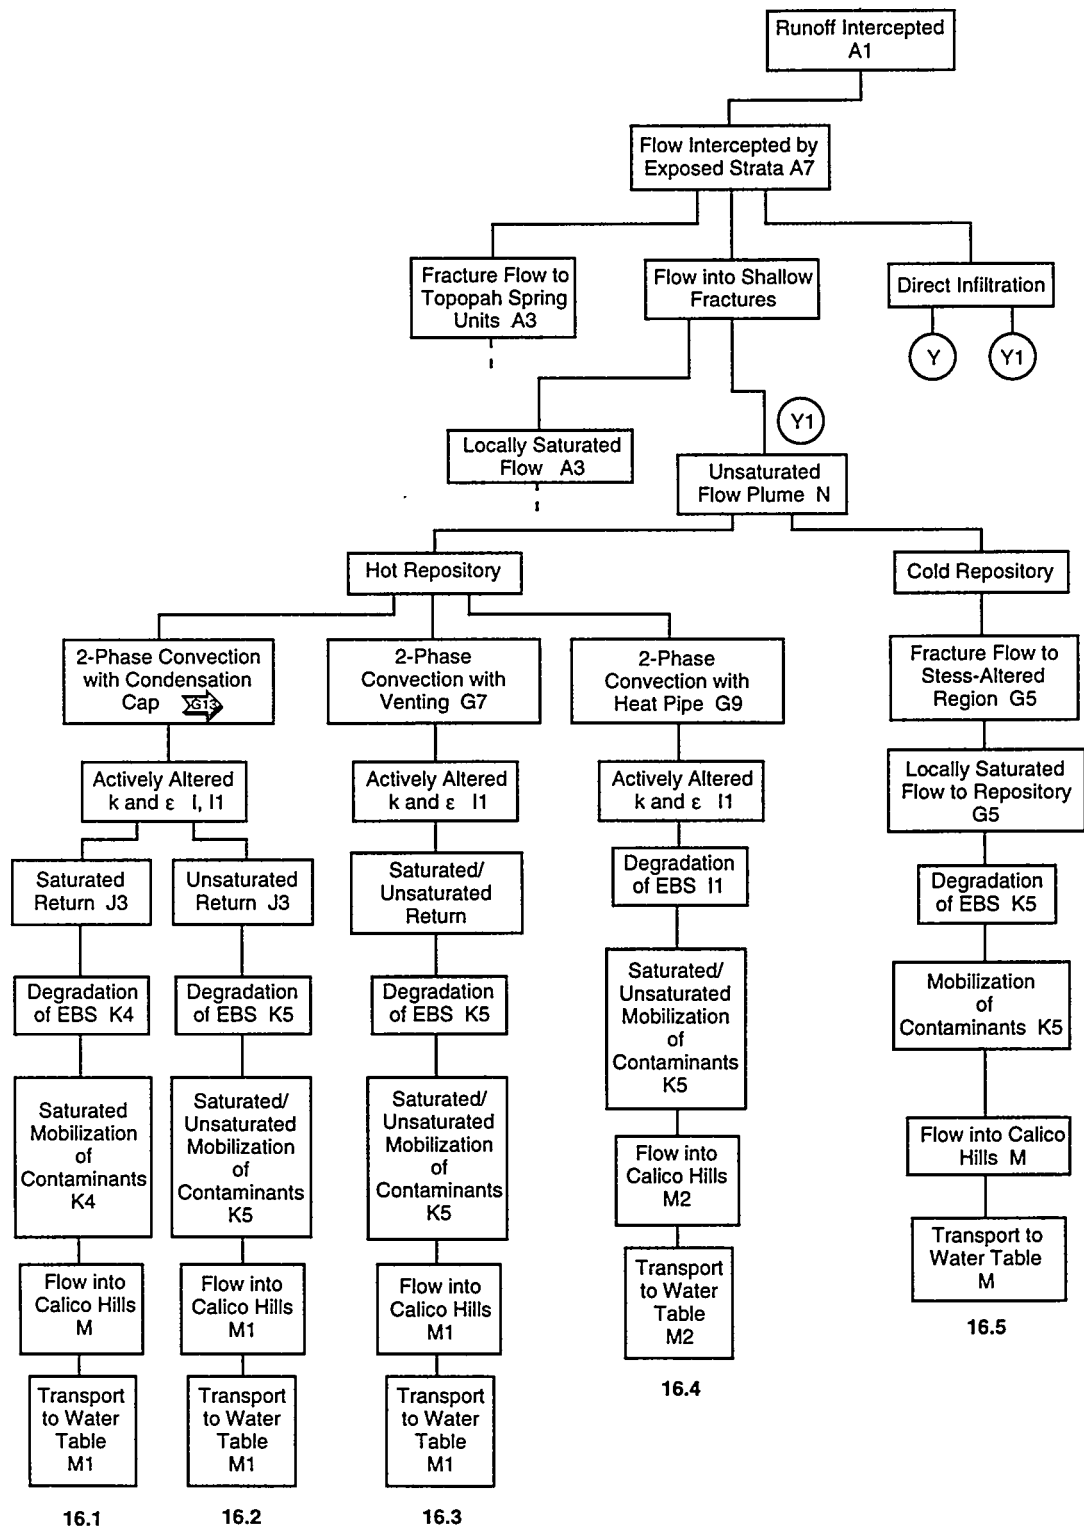 Runoff Intercepted
A1
Flow Intercepted by
Exposed Strata A7
Fracture Flow to
Topopah Spring
Units A3
Flow into Shallow
Fractures
Direct Infiltration
Y
Y1
Locally Saturated
Flow A3
Y1
Unsaturated
Flow Plume N
Hot Repository
Cold Repository
2-Phase Convection
with Condensation
Cap G13
2-Phase
Convection with
Venting G7
2-Phase
Convection with
Heat Pipe G9
Fracture Flow to
Stess-Altered
Region G5
Actively Altered
k and ε I, I1
Actively Altered
k and ε I1
Actively Altered
k and ε I1
Locally Saturated
Flow to Repository
G5
Saturated
Return J3
Unsaturated
Return J3
Saturated/
Unsaturated
Return
Degradation
of EBS I1
Degradation
of EBS K5
Degradation
of EBS K4
Degradation
of EBS K5
Degradation
of EBS K5
Saturated/
Unsaturated
Mobilization
of
Contaminants
K5
Mobilization
of
Contaminants K5
Saturated
Mobilization
of
Contaminants
K4
Saturated/
Unsaturated
Mobilization
of
Contaminants
K5
Saturated/
Unsaturated
Mobilization
of
Contaminants
K5
Flow into
Calico Hills
M2
Flow into Calico
Hills M
Flow into
Calico Hills
M
Flow into
Calico Hills
M1
Flow into
Calico Hills
M1
Transport
to Water
Table
M2
Transport to
Water Table
M
16.4
16.5
Transport
to Water
Table
M1
Transport
to Water
Table
M1
Transport
to Water
Table
M1
16.1
16.2
16.3